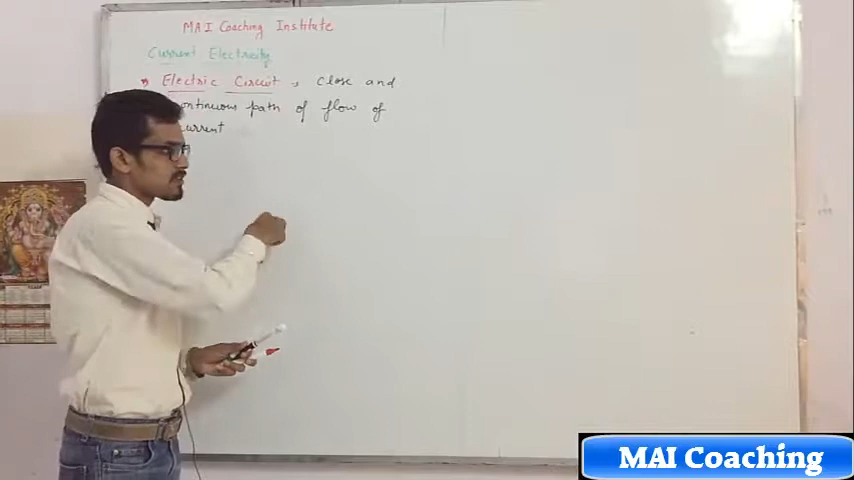 MAI Coaching Institute
Current Electricity
Electric Circuit → Close and
continuous path of flow of
current
MAI Coaching